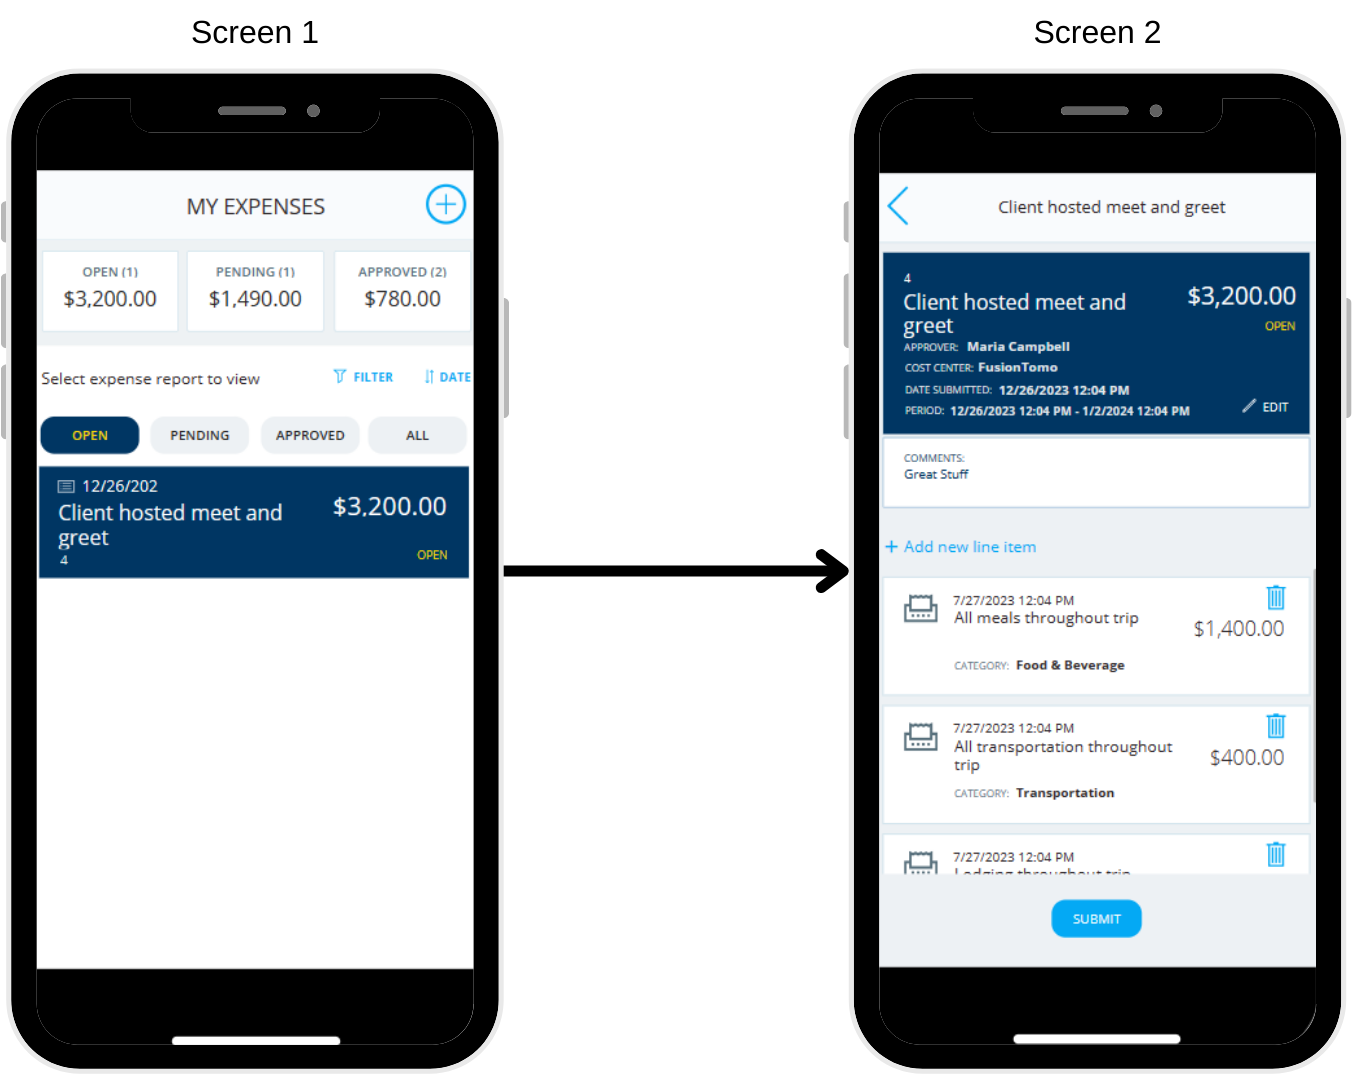 Screen 1
MY EXPENSES
OPEN (1)
$3,200.00
PENDING (1)
$1,490.00
APPROVED (2)
$780.00
Select expense report to view
FILTER
DATE
OPEN
PENDING
APPROVED
ALL
12/26/202
Client hosted meet and
greet
4
$3,200.00
OPEN
Screen 2
Client hosted meet and greet
4
Client hosted meet and
greet
$3,200.00
OPEN
APPROVER: Maria Campbell
COST CENTER: FusionTomo
DATE SUBMITTED: 12/26/2023 12:04 PM
PERIOD: 12/26/2023 12:04 PM - 1/2/2024 12:04 PM
EDIT
COMMENTS:
Great Stuff
+ Add new line item
7/27/2023 12:04 PM
All meals throughout trip
$1,400.00
CATEGORY: Food & Beverage
7/27/2023 12:04 PM
All transportation throughout
trip
$400.00
CATEGORY: Transportation
7/27/2023 12:04 PM
Lodging throughout trip
SUBMIT